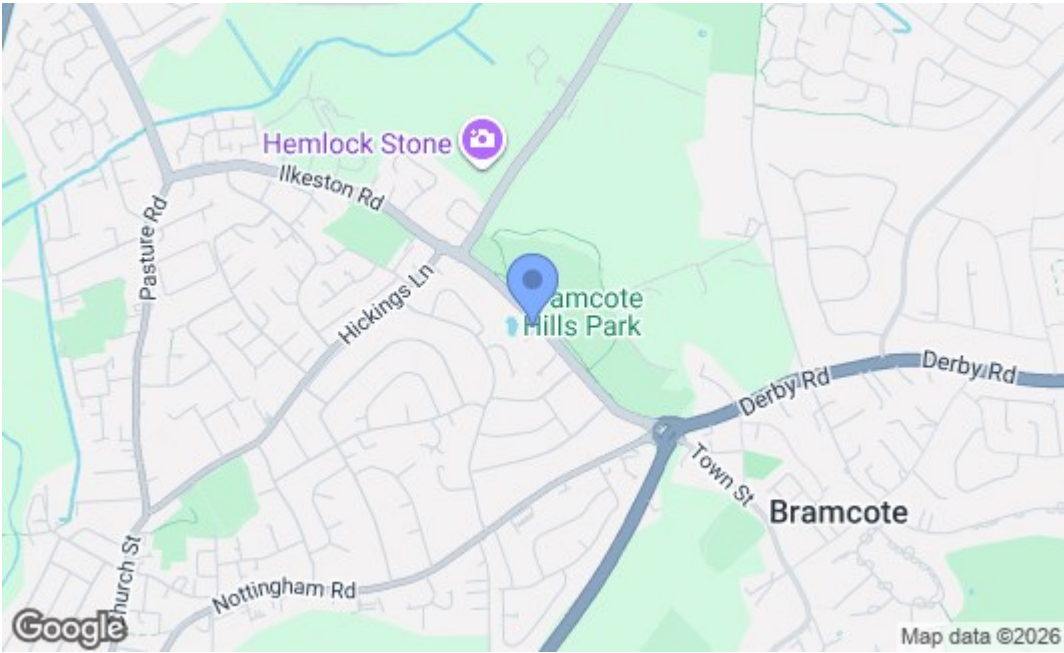 Hemlock Stone
Ilkeston Rd
Pasture Rd
Hickings Ln
amcote
Hills Park
Derby Rd
Derby Rd
Town St
Bramcote
Church St
Nottingham Rd
Google
Map data ©2026